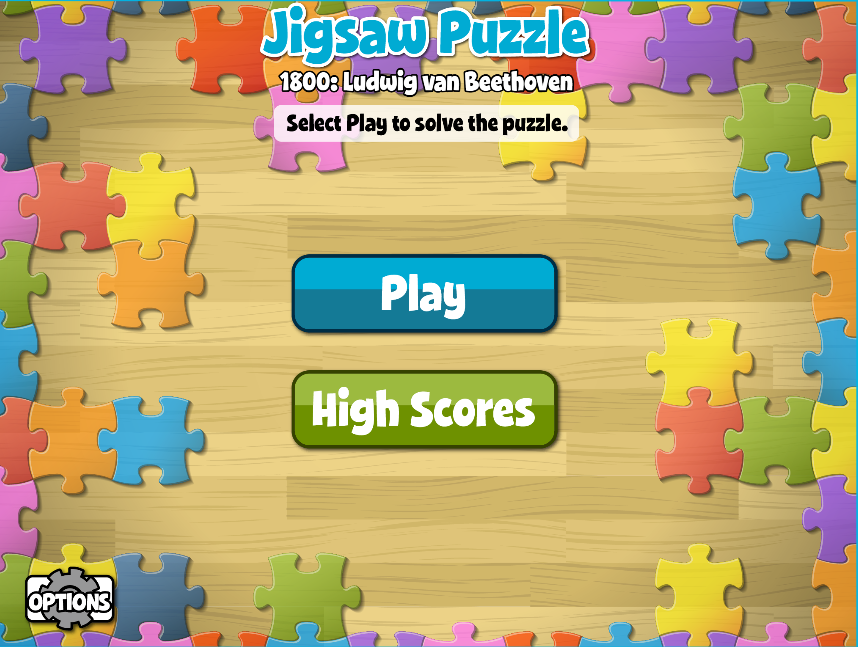 Jigsaw Puzzle
1800: Ludwig van Beethoven
Select Play to solve the puzzle.
Play
High Scores
OPTIONS